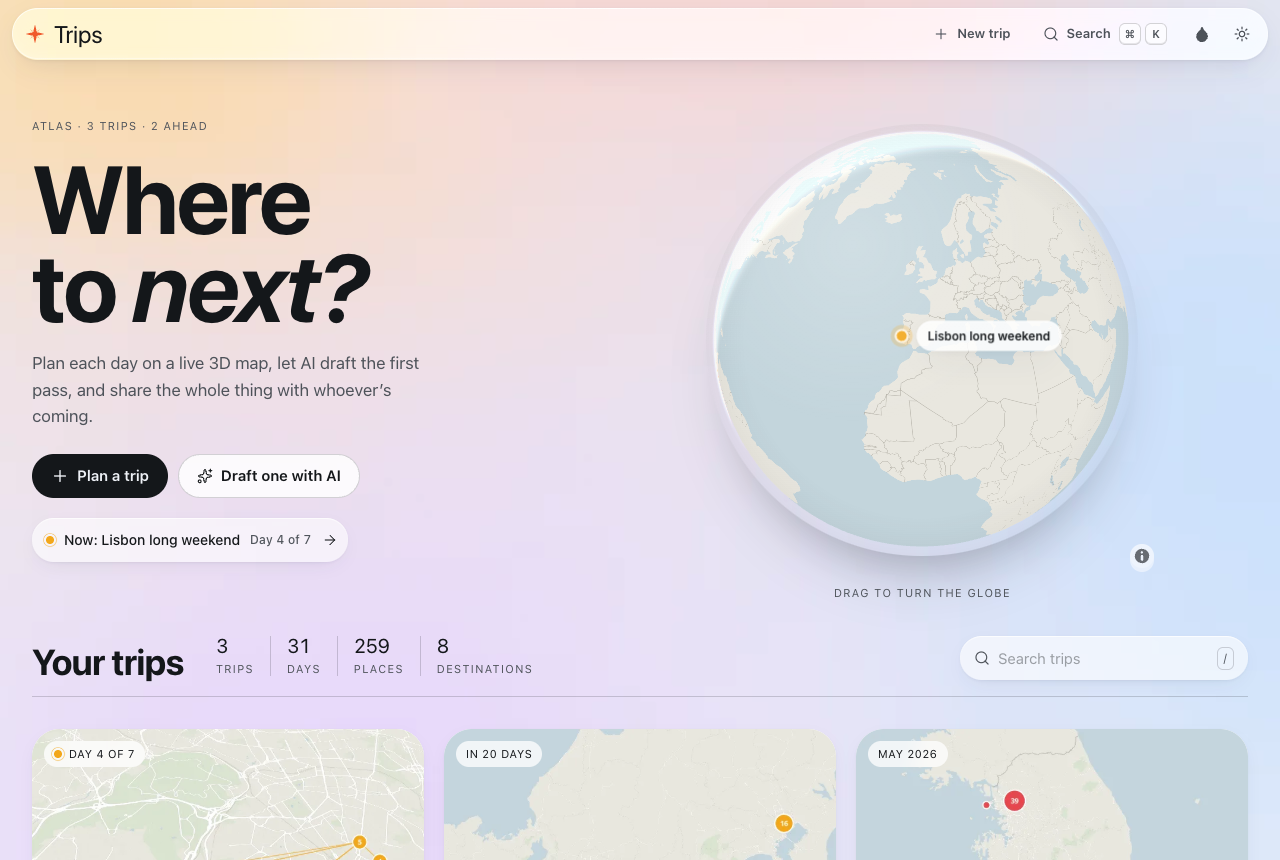 Trips
New trip
Search ⌘ K
ATLAS · 3 TRIPS · 2 AHEAD
Where
to next?
Plan each day on a live 3D map, let AI draft the first
pass, and share the whole thing with whoever’s
coming.
Plan a trip
Draft one with AI
Now: Lisbon long weekend Day 4 of 7
Lisbon long weekend
DRAG TO TURN THE GLOBE
Your trips
3
TRIPS
31
DAYS
259
PLACES
8
DESTINATIONS
Search trips /
DAY 4 OF 7
5
IN 20 DAYS
16
MAY 2026
39